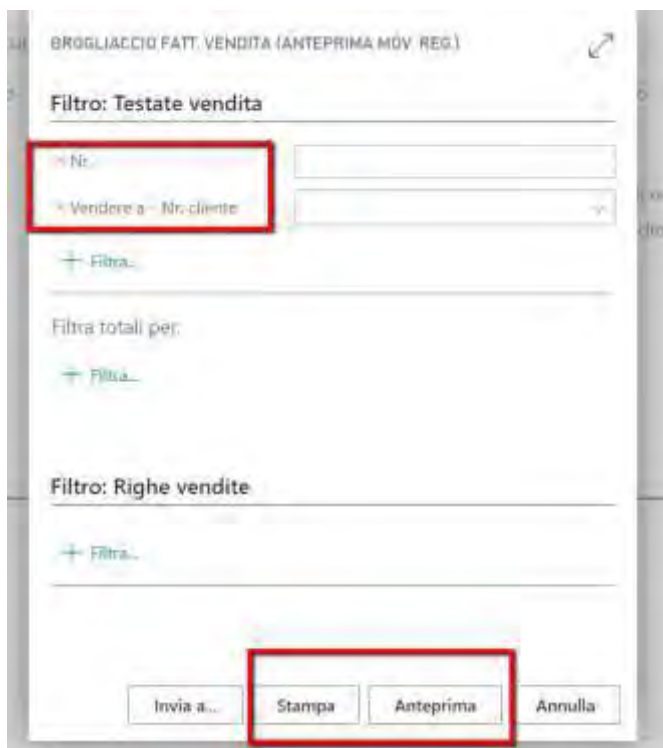 BROGLIACCIO FATT. VENDITA (ANTEPRIMA MOV. REG.)
Filtro: Testate vendita
× Nr.
× Vendere a - Nr. cliente
+ Filtra...
Filtra totali per:
+ Filtra...
Filtro: Righe vendite
+ Filtra...
Invia a... Stampa Anteprima Annulla